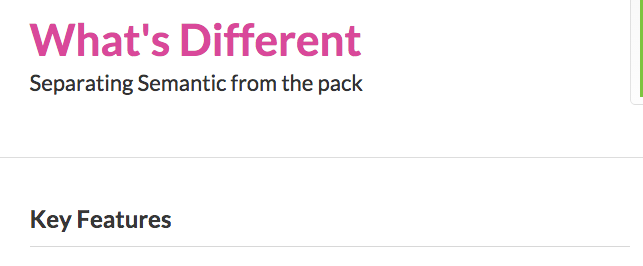 What's Different
Separating Semantic from the pack
Key Features